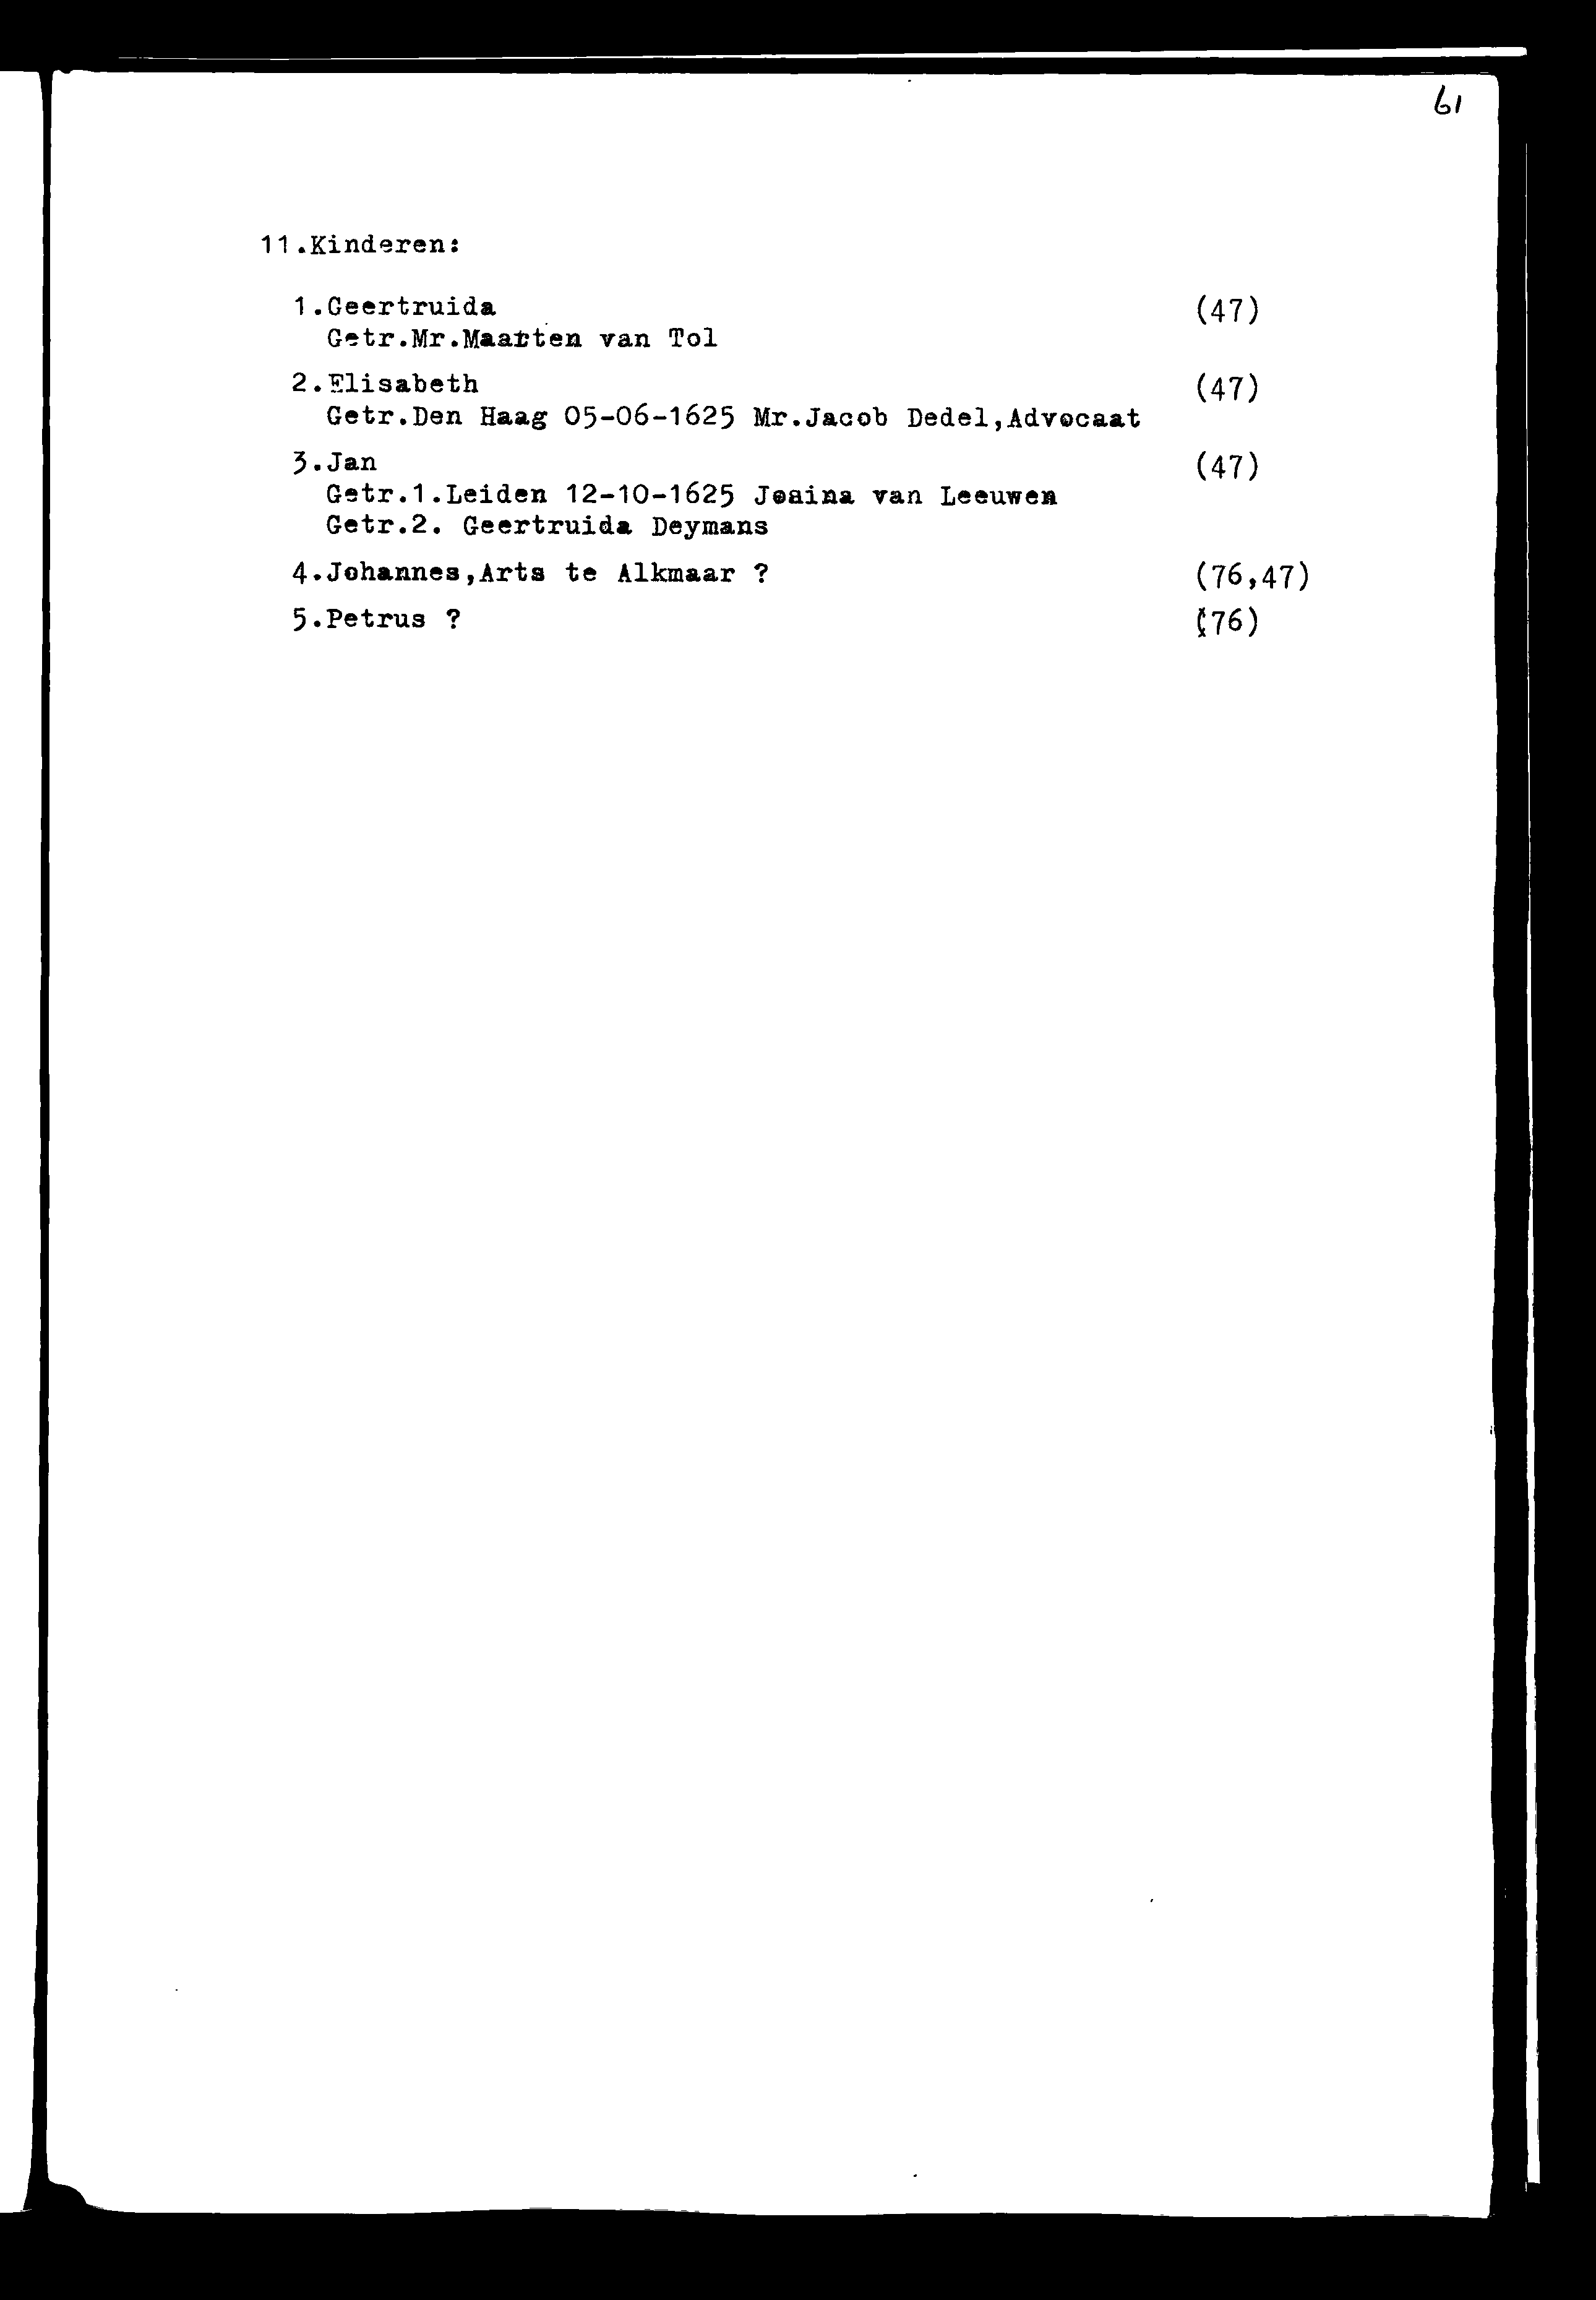 61
11.Kinderen:
1.Geertruida (47)
Getr.Mr.Maarten van Tol
2.Elisabeth (47)
Getr.Den Haag 05-06-1625 Mr.Jacob Dedel,Advocaat
3.Jan (47)
Getr.1.Leiden 12-10-1625 Joaina van Leeuwen
Getr.2. Geertruida Deymans
4.Johannes,Arts te Alkmaar ? (76,47)
5.Petrus ? (76)